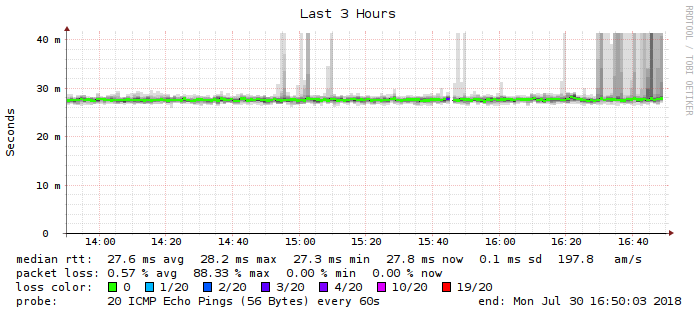 Last 3 Hours
RRDTOOL / TOBI OETIKER
Seconds
40 m
30 m
20 m
10 m
0
14:00 14:20 14:40 15:00 15:20 15:40 16:00 16:20 16:40
median rtt: 27.6 ms avg 28.2 ms max 27.3 ms min 27.8 ms now 0.1 ms sd 197.8 am/s
packet loss: 0.57 % avg 88.33 % max 0.00 % min 0.00 % now
loss color: 0 1/20 2/20 3/20 4/20 10/20 19/20
probe: 20 ICMP Echo Pings (56 Bytes) every 60s end: Mon Jul 30 16:50:03 2018